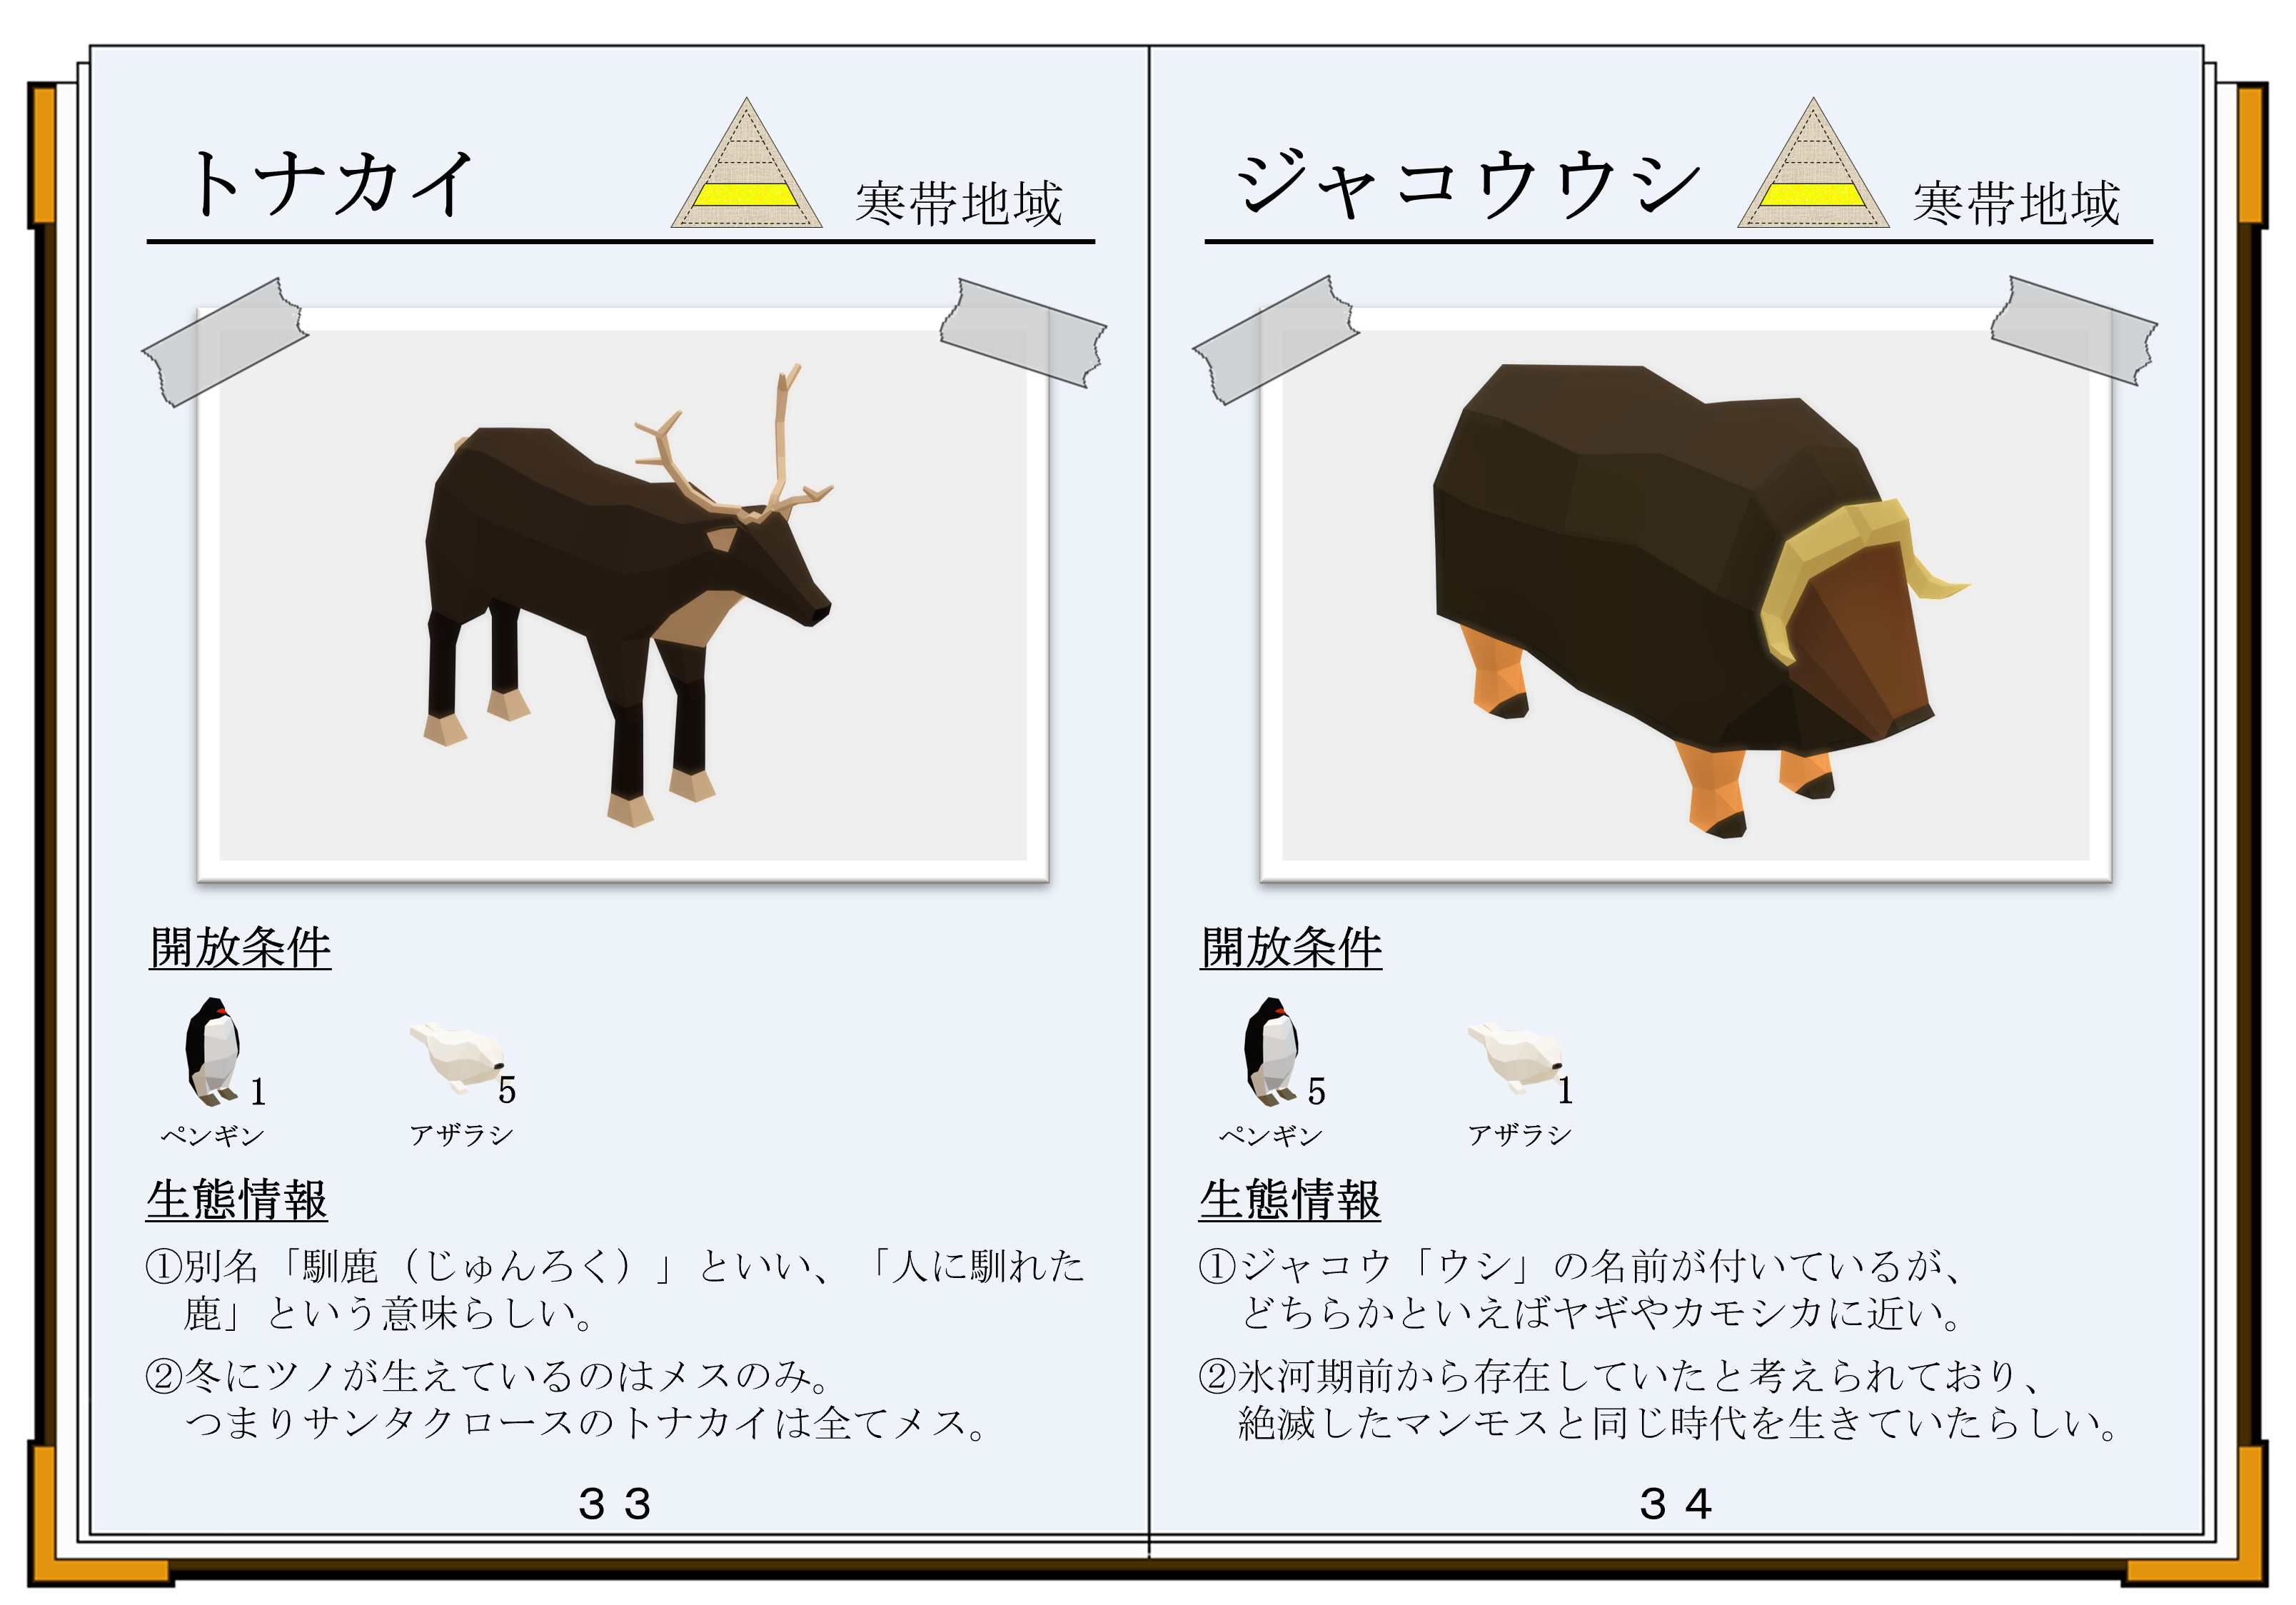 トナカイ
寒帯地域
開放条件
1
5
ペンギン
アザラシ
生態情報
①別名「馴鹿（じゅんろく）」といい、「人に馴れた
鹿」という意味らしい。
②冬にツノが生えているのはメスのみ。
つまりサンタクロースのトナカイは全てメス。
３３
ジャコウウシ
寒帯地域
開放条件
5
1
ペンギン
アザラシ
生態情報
①ジャコウ「ウシ」の名前が付いているが、
どちらかといえばヤギやカモシカに近い。
②氷河期前から存在していたと考えられており、
絶滅したマンモスと同じ時代を生きていたらしい。
３４